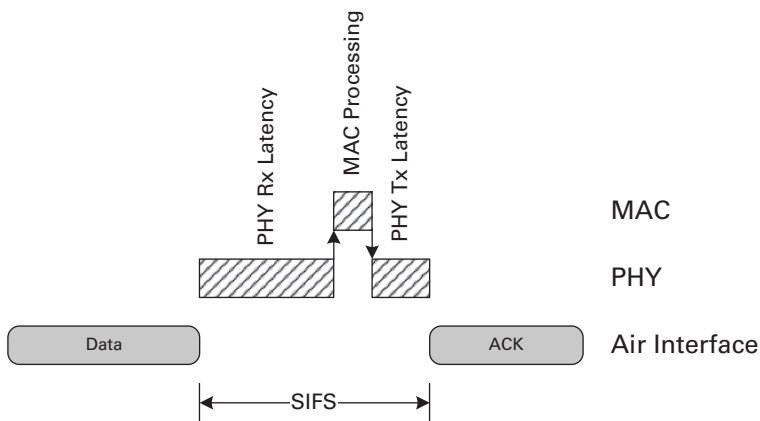 PHY Rx Latency
MAC Processing
PHY Tx Latency
MAC
PHY
Data
ACK
Air Interface
SIFS